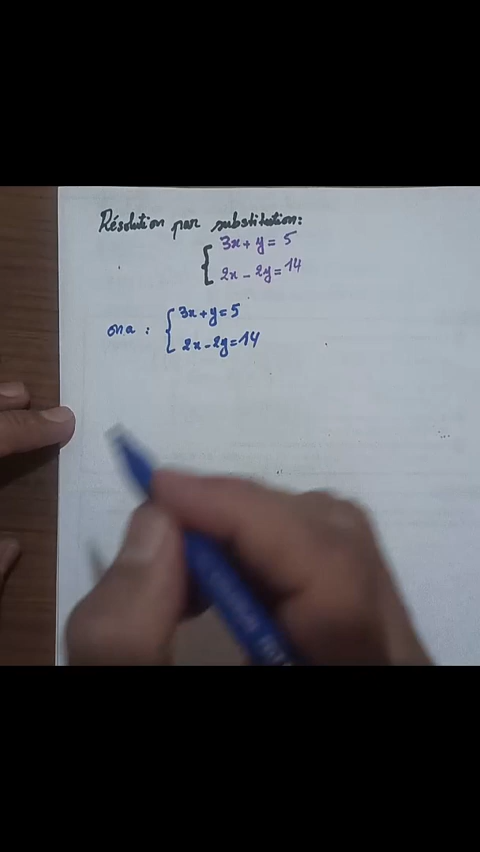 Résolution par substitution:
{ 3x + y = 5
2x - 2y = 14
on a : { 3x + y = 5
2x - 2y = 14